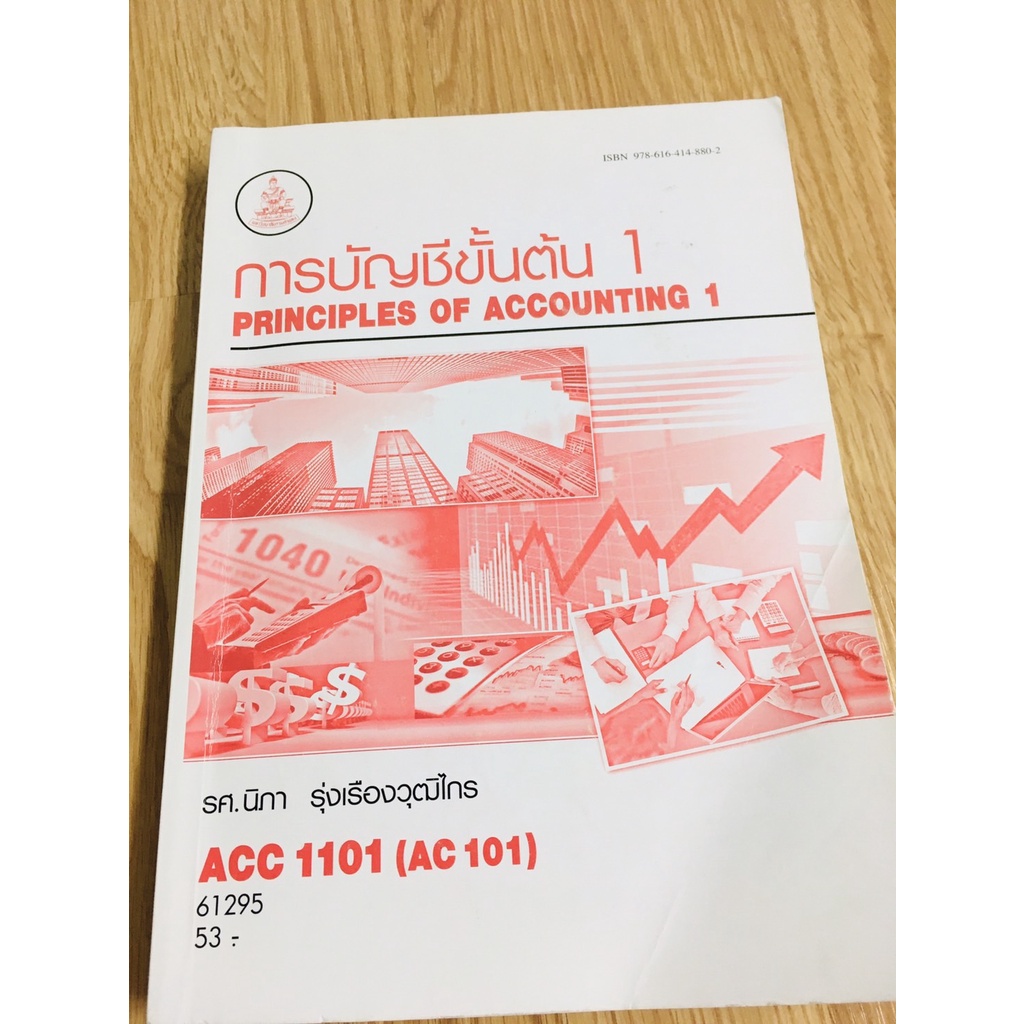 ISBN 978-616-414-880-2
การบัญชีขั้นต้น 1
PRINCIPLES OF ACCOUNTING 1
1040
รศ.นิภา รุ่งเรืองวุฒิไกร
ACC 1101 (AC 101)
61295
53 .-